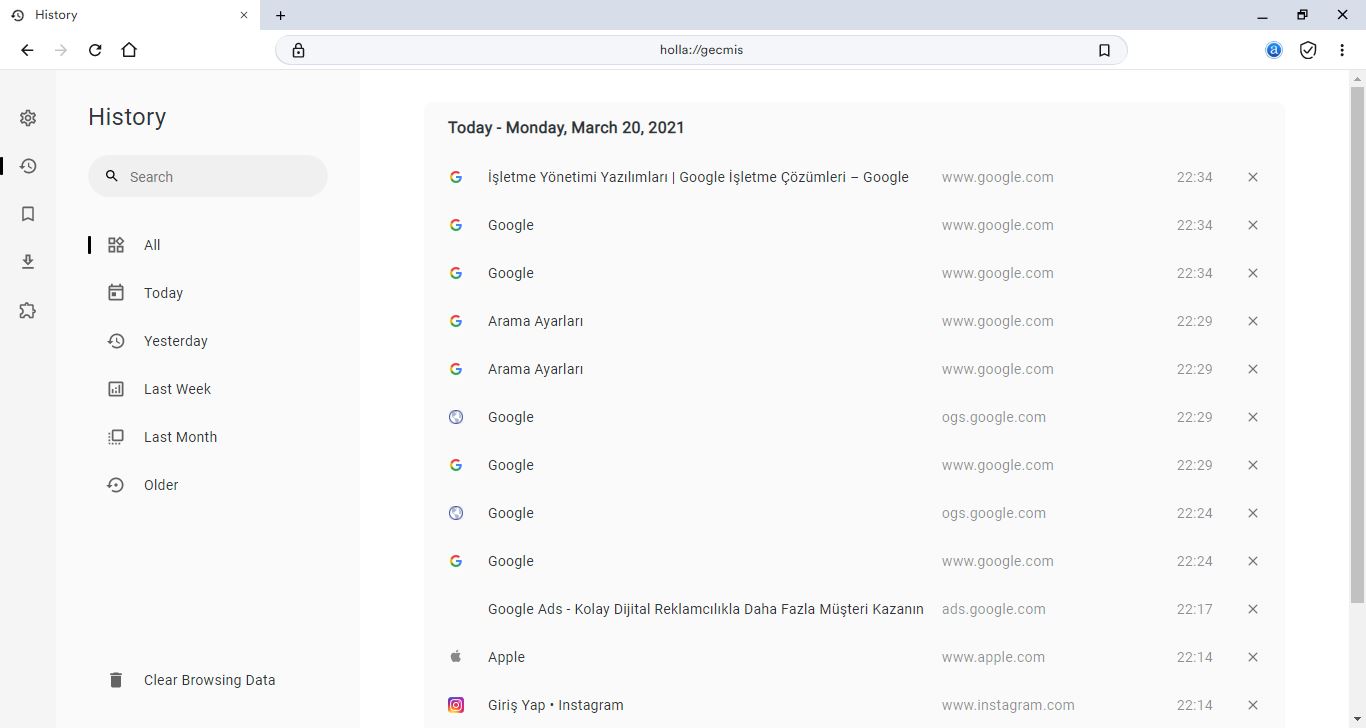 History
holla://gecmis
a
History
Search
All
Today
Yesterday
Last Week
Last Month
Older
Clear Browsing Data
Today - Monday, March 20, 2021
İşletme Yönetimi Yazılımları | Google İşletme Çözümleri – Google www.google.com 22:34
Google www.google.com 22:34
Google www.google.com 22:34
Arama Ayarları www.google.com 22:29
Arama Ayarları www.google.com 22:29
Google ogs.google.com 22:29
Google www.google.com 22:29
Google ogs.google.com 22:24
Google www.google.com 22:24
Google Ads - Kolay Dijital Reklamcılıkla Daha Fazla Müşteri Kazanın ads.google.com 22:17
Apple www.apple.com 22:14
Giriş Yap • Instagram www.instagram.com 22:14